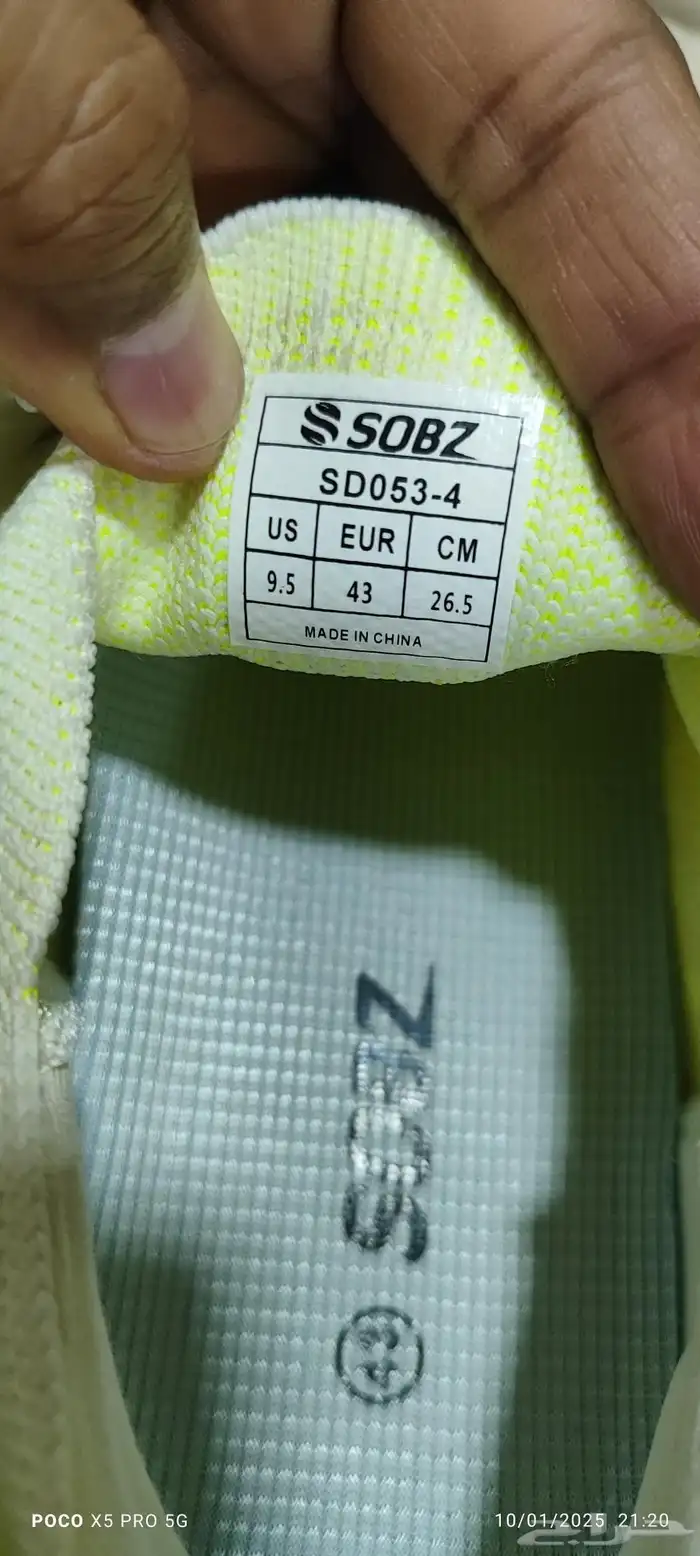 SOBZ
SD053-4
US EUR CM
9.5 43 26.5
MADE IN CHINA
SOBZ
43
POCO X5 PRO 5G
10/01/2025 21:20
حراج